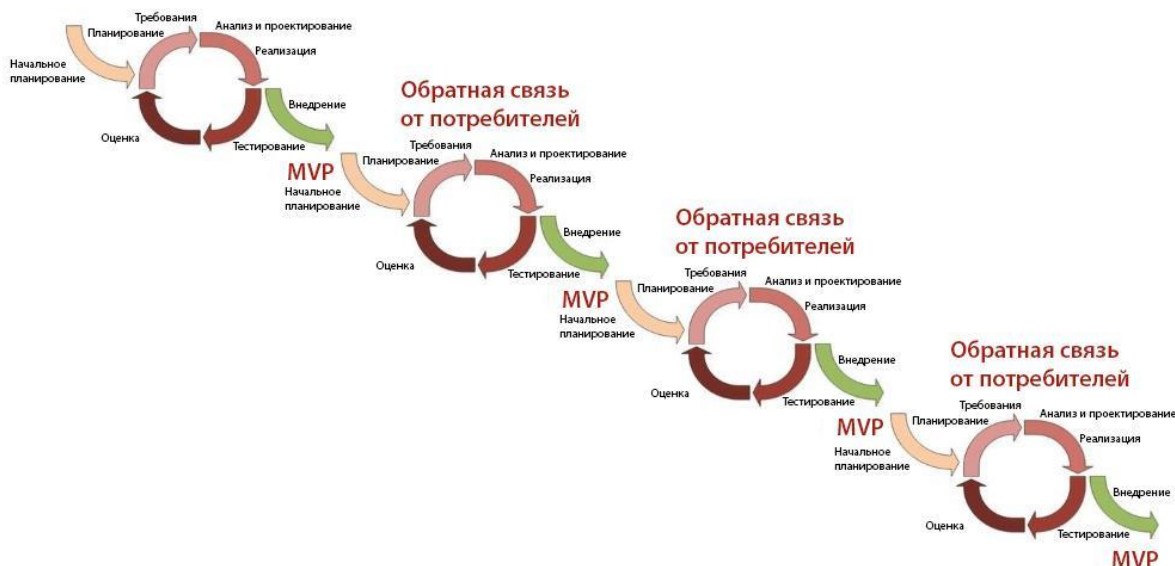 Требования
Планирование
Анализ и проектирование
Реализация
Начальное
планирование
Внедрение
Оценка
Тестирование
MVP
Обратная связь
от потребителей
Требования
Планирование
Анализ и проектирование
Реализация
Начальное
планирование
Внедрение
Оценка
Тестирование
MVP
Обратная связь
от потребителей
Требования
Планирование
Анализ и проектирование
Реализация
Начальное
планирование
Внедрение
Оценка
Тестирование
MVP
Обратная связь
от потребителей
Требования
Планирование
Анализ и проектирование
Реализация
Начальное
планирование
Внедрение
Оценка
Тестирование
MVP